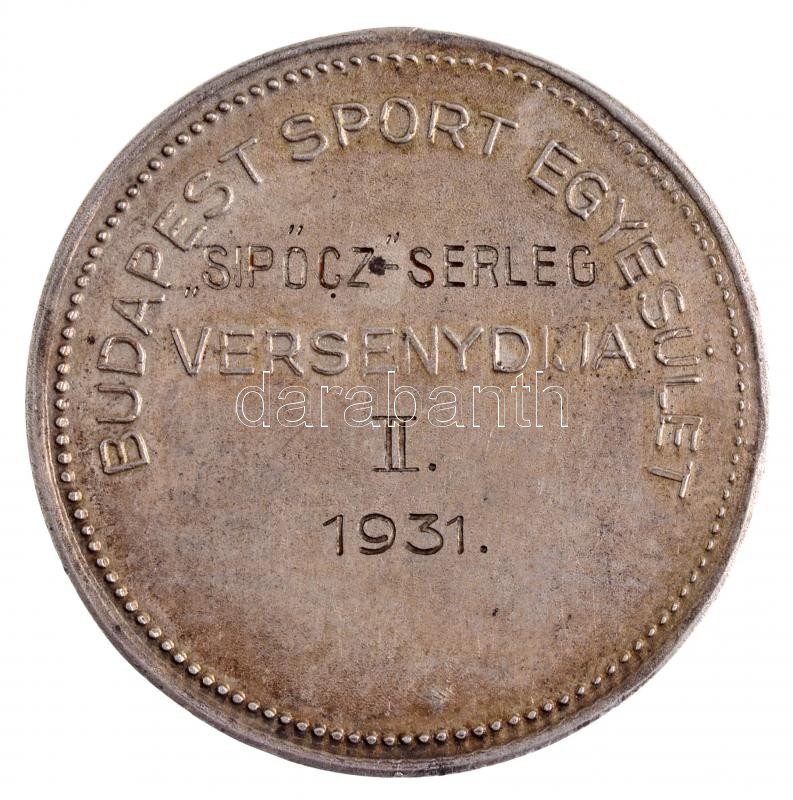 BUDAPEST SPORT EGYESÜLET
„SIPŐCZ”-SERLEG
VERSENYDIJA
darabanth
II.
1931.